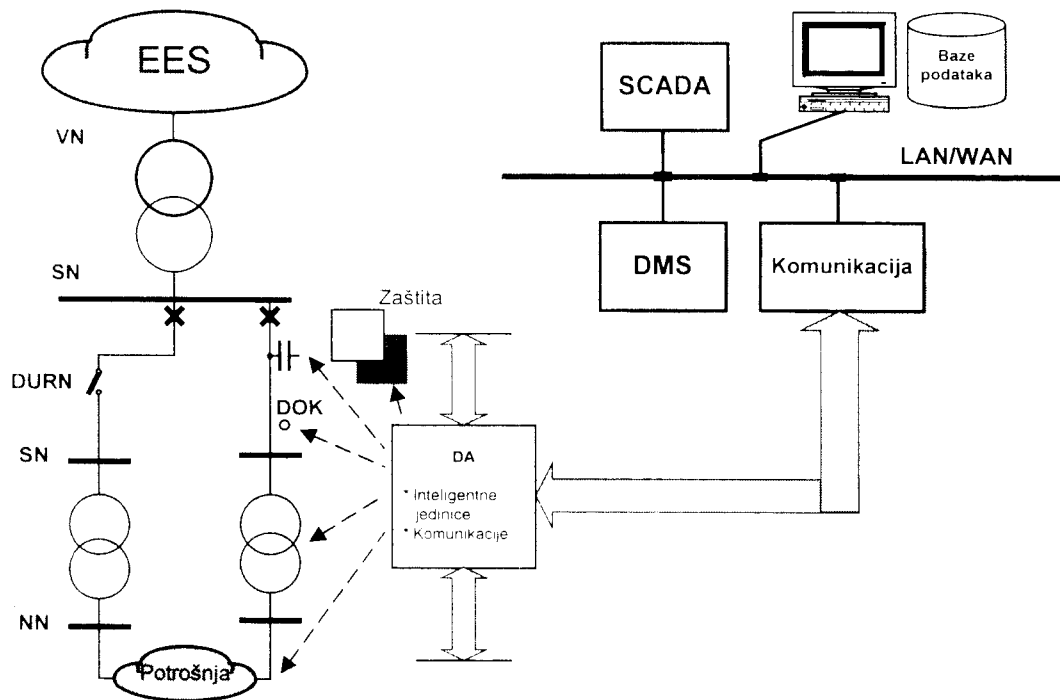 EES
VN
SN
DURN
SN
NN
Potrošnja
DOK
Zaštita
DA
* Inteligentne
jedinice
* Komunikacije
SCADA
Baze
podataka
LAN/WAN
DMS
Komunikacija